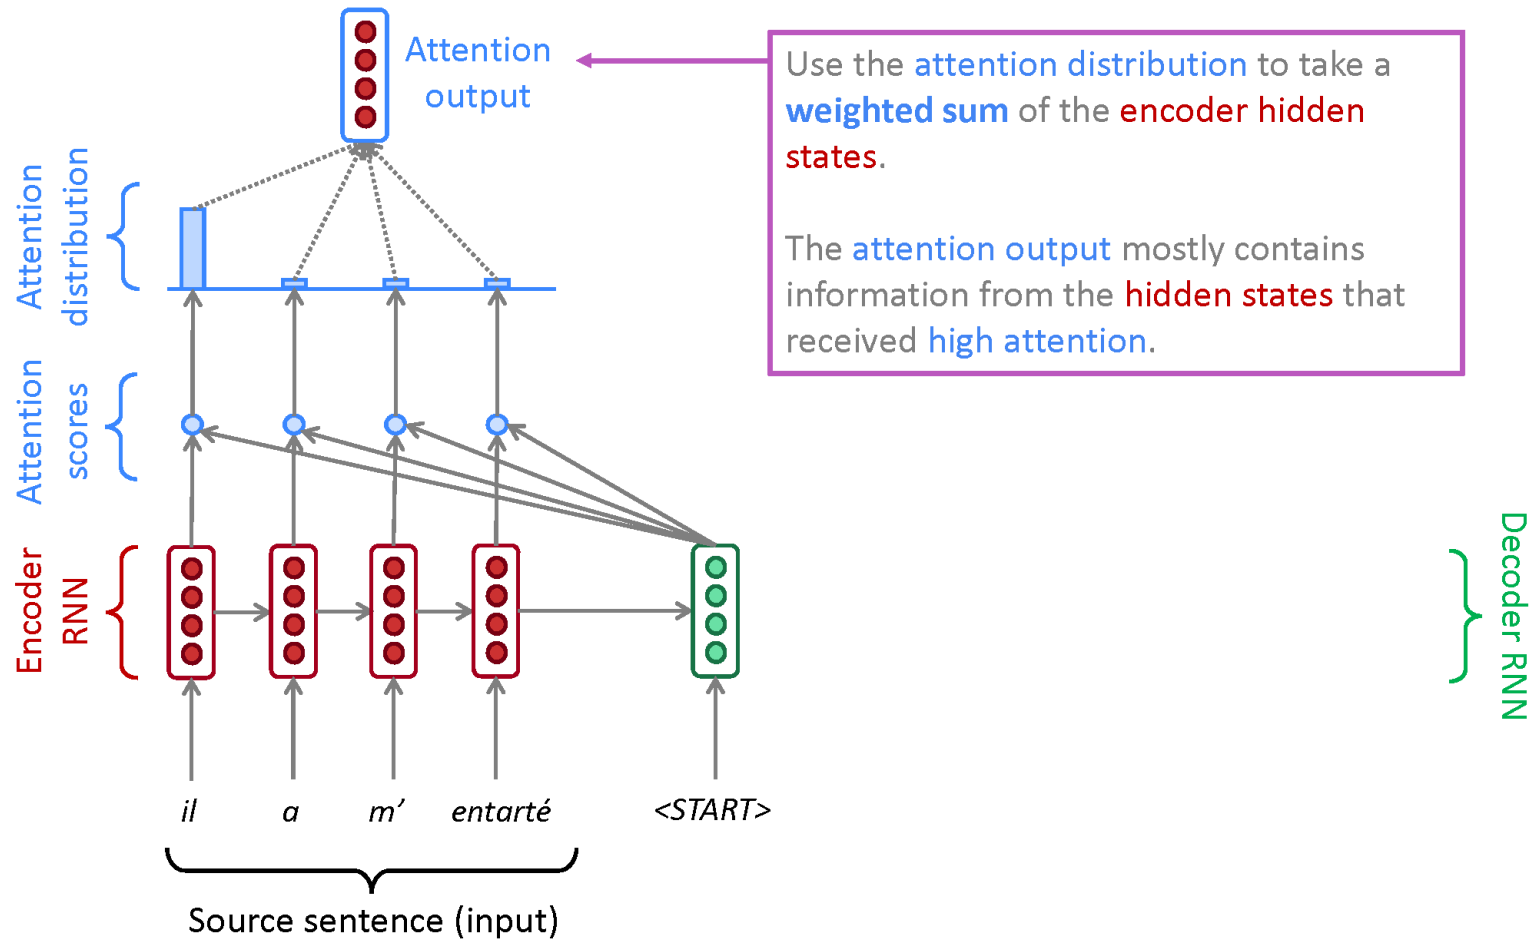 Attention
output
Use the attention distribution to take a
weighted sum of the encoder hidden
states.
The attention output mostly contains
information from the hidden states that
received high attention.
Attention
distribution
Attention
scores
Encoder
RNN
Decoder RNN
il a m’ entarté <START>
Source sentence (input)